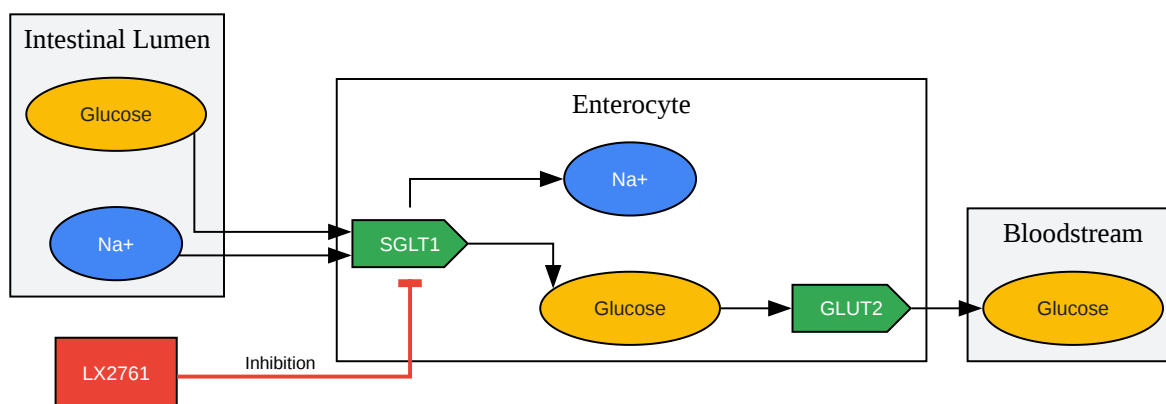 Intestinal Lumen
Glucose
Na+
Enterocyte
Na+
SGLT1
Glucose
GLUT2
Bloodstream
Glucose
LX2761
Inhibition